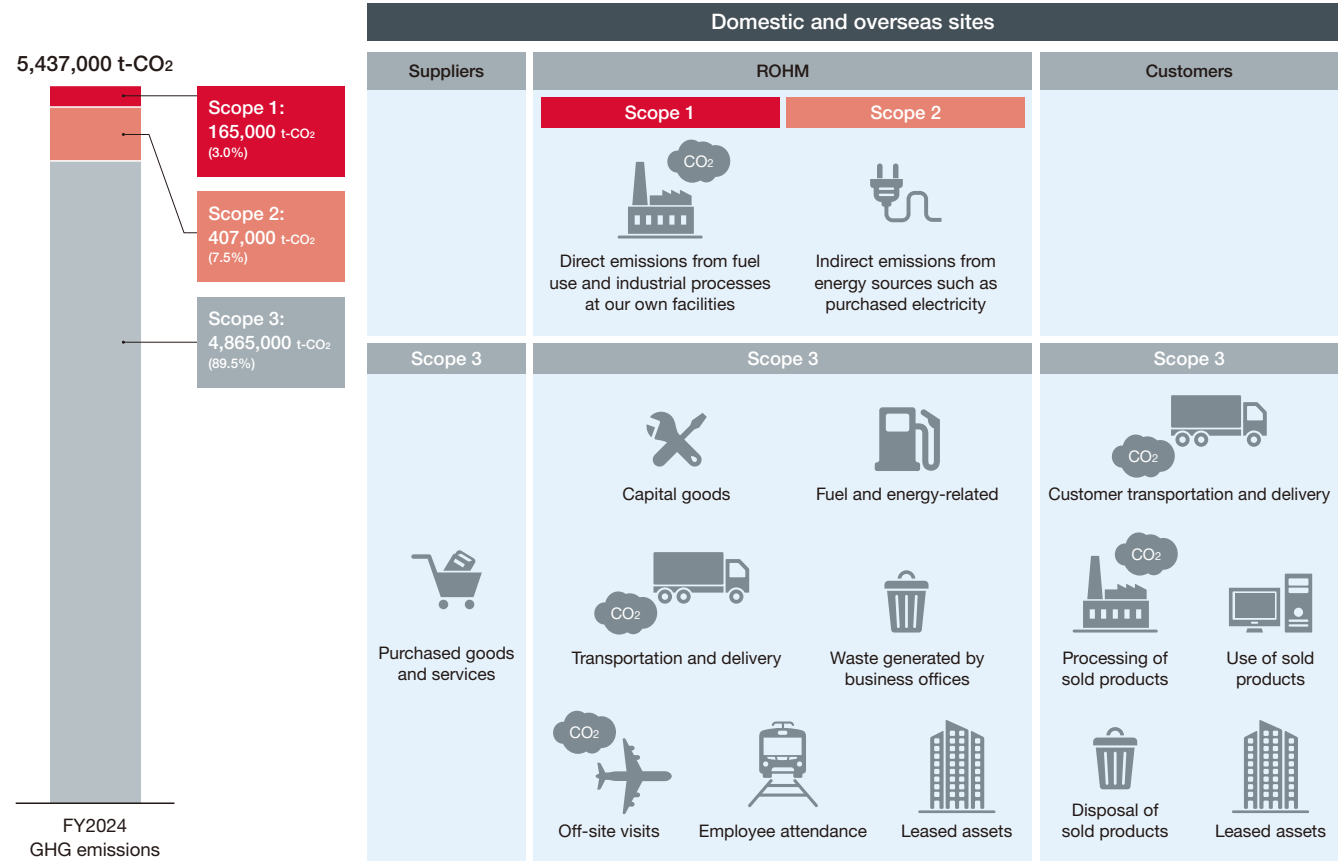 5,437,000 t-CO₂
Scope 1:
165,000 t-CO₂
(3.0%)
Scope 2:
407,000 t-CO₂
(7.5%)
Scope 3:
4,865,000 t-CO₂
(89.5%)
FY2024
GHG emissions
Domestic and overseas sites
Suppliers
ROHM
Customers
Scope 1
Scope 2
CO₂
Direct emissions from fuel
use and industrial processes
at our own facilities
Indirect emissions from
energy sources such as
purchased electricity
Scope 3
Purchased goods
and services
Scope 3
Capital goods
Fuel and energy-related
CO₂
Transportation and delivery
Waste generated by
business offices
CO₂
Off-site visits
Employee attendance
Leased assets
Scope 3
CO₂
Customer transportation and delivery
CO₂
Processing of
sold products
Use of sold
products
Disposal of
sold products
Leased assets